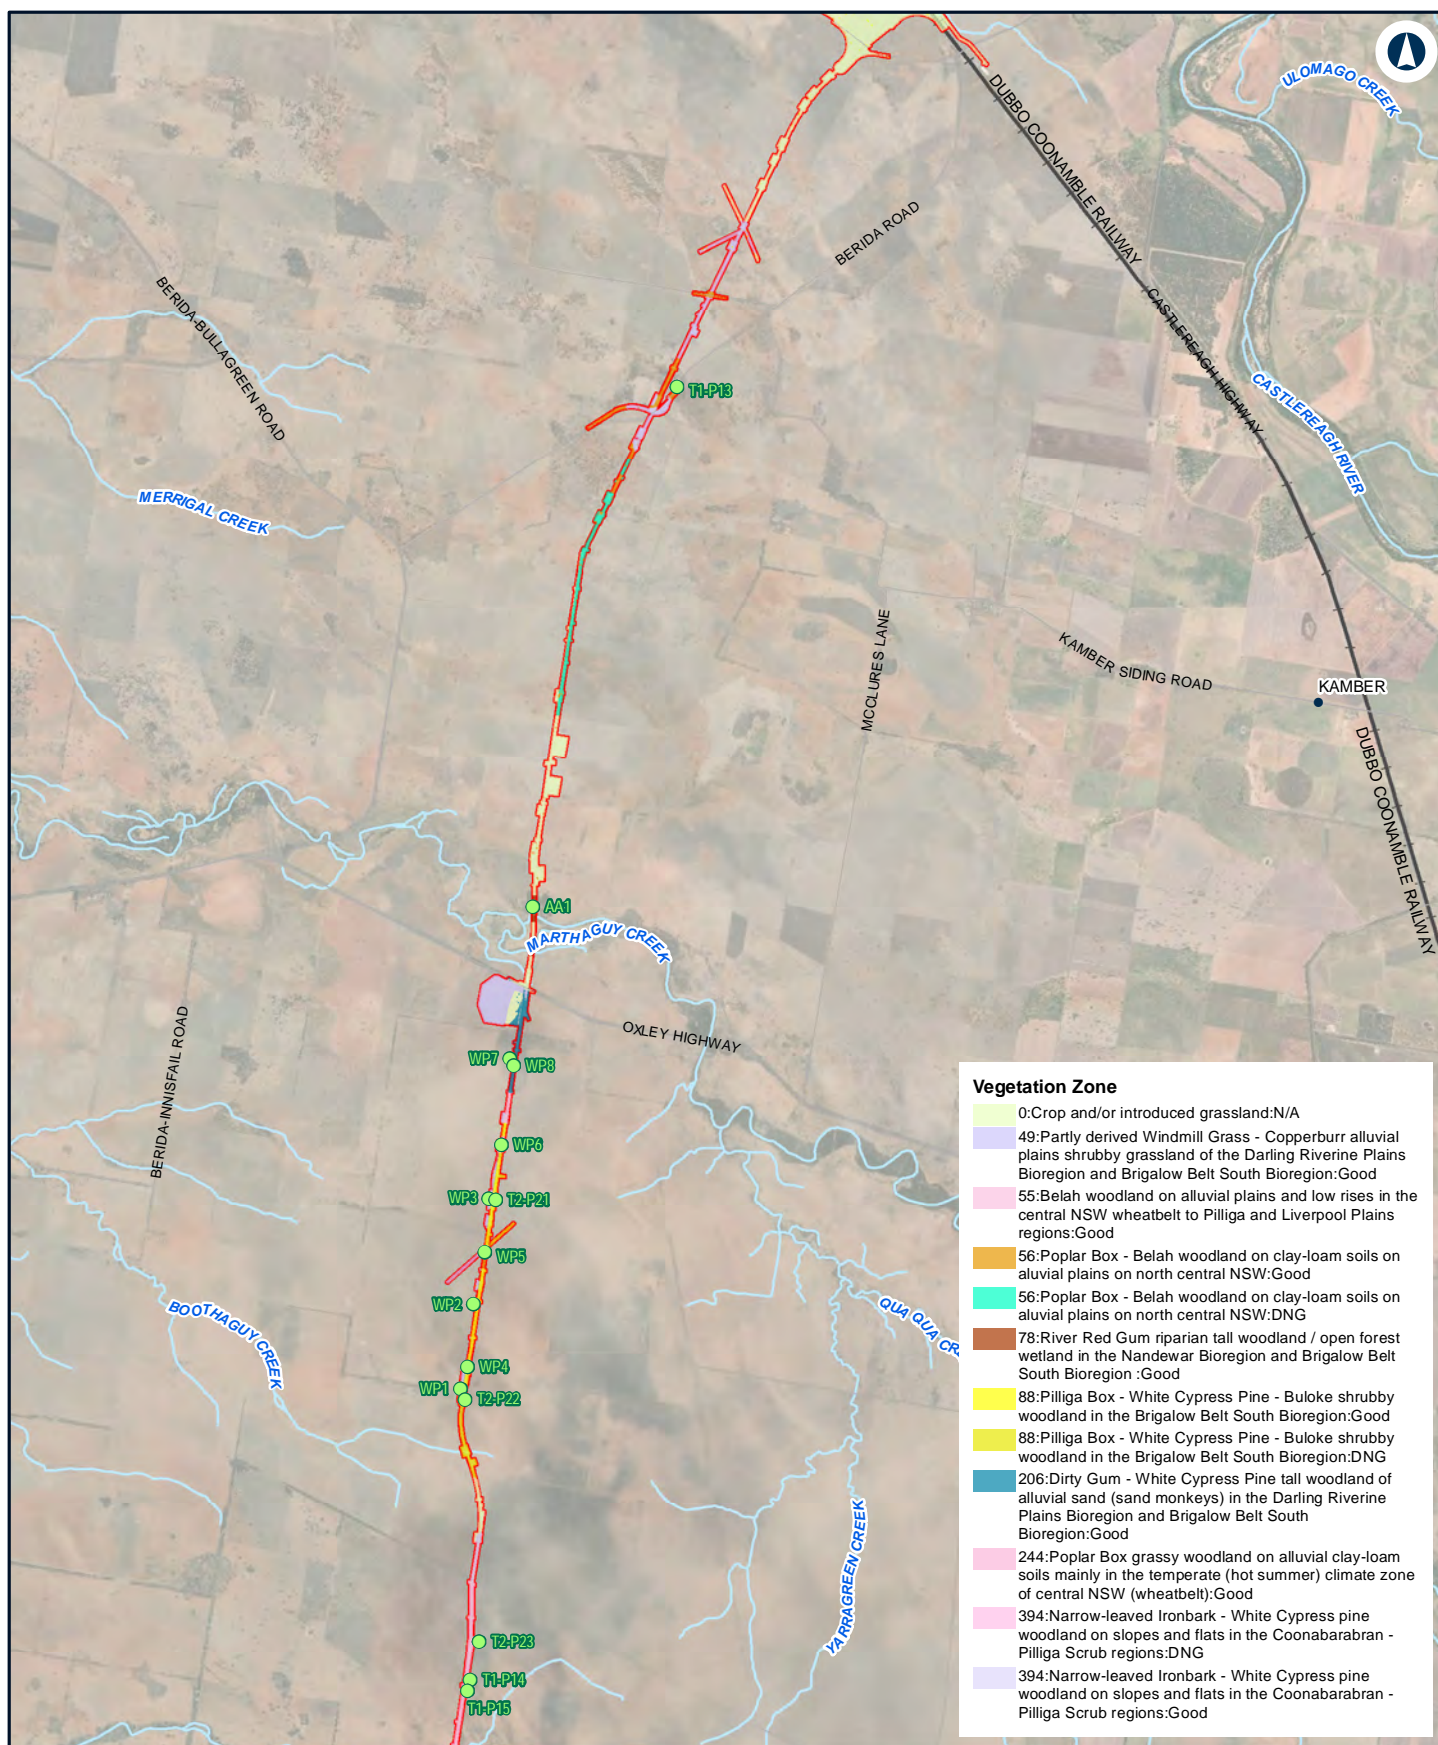 ULOMAGO CREEK
DUBBO COONAMBLE RAILWAY
BERIDA ROAD
BERIDA-BULLAGREEN ROAD
CASTLEREAGH HIGHWAY
CASTLEREAGH RIVER
T1-P13
MERRIGAL CREEK
MCCLURES LANE
KAMBER SIDING ROAD
KAMBER
DUBBO COONAMBLE RAILWAY
AA1
MARTHAGUY CREEK
OXLEY HIGHWAY
BERIDA-INNISFAIL ROAD
WP7
WP8
WP6
WP3
T2-P21
WP5
WP2
BOOTHAGUY CREEK
QUA QUA
WP4
WP1
T2-P22
YARRAGREEN CREEK
T2-P23
T1-P14
T1-P15
Vegetation Zone
0:Crop and/or introduced grassland:N/A
49:Partly derived Windmill Grass - Copperburr alluvial
plains shrubby grassland of the Darling Riverine Plains
Bioregion and Brigalow Belt South Bioregion:Good
55:Belah woodland on alluvial plains and low rises in the
central NSW wheatbelt to Pilliga and Liverpool Plains
regions:Good
56:Poplar Box - Belah woodland on clay-loam soils on
aluvial plains on north central NSW:Good
56:Poplar Box - Belah woodland on clay-loam soils on
aluvial plains on north central NSW:DNG
78:River Red Gum riparian tall woodland / open forest
wetland in the Nandewar Bioregion and Brigalow Belt
South Bioregion :Good
88:Pilliga Box - White Cypress Pine - Buloke shrubby
woodland in the Brigalow Belt South Bioregion:Good
88:Pilliga Box - White Cypress Pine - Buloke shrubby
woodland in the Brigalow Belt South Bioregion:DNG
206:Dirty Gum - White Cypress Pine tall woodland of
alluvial sand (sand monkeys) in the Darling Riverine
Plains Bioregion and Brigalow Belt South
Bioregion:Good
244:Poplar Box grassy woodland on alluvial clay-loam
soils mainly in the temperate (hot summer) climate zone
of central NSW (wheatbelt):Good
394:Narrow-leaved Ironbark - White Cypress pine
woodland on slopes and flats in the Coonabarabran -
Pilliga Scrub regions:DNG
394:Narrow-leaved Ironbark - White Cypress pine
woodland on slopes and flats in the Coonabarabran -
Pilliga Scrub regions:Good